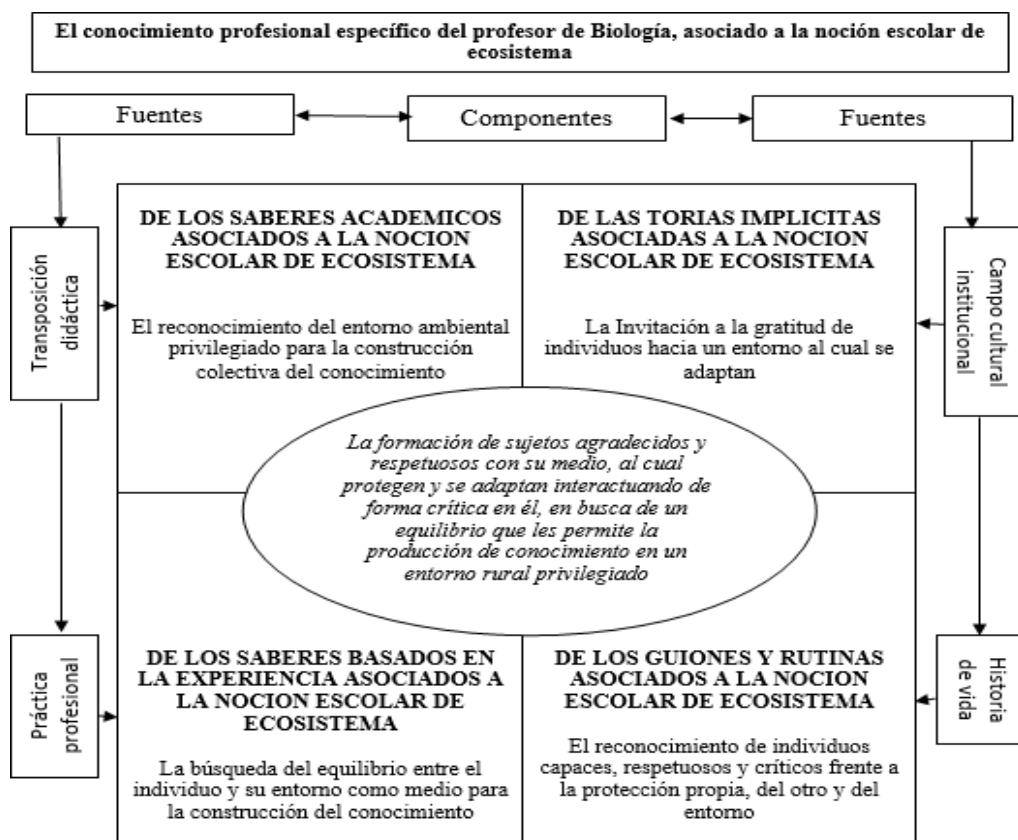 El conocimiento profesional específico del profesor de Biología, asociado a la noción escolar de
ecosistema
Fuentes
Componentes
Fuentes
Transposición
didáctica
DE LOS SABERES ACADEMICOS
ASOCIADOS A LA NOCION
ESCOLAR DE ECOSISTEMA
El reconocimiento del entorno ambiental
privilegiado para la construcción
colectiva del conocimiento
DE LAS TORIAS IMPLICITAS
ASOCIADAS A LA NOCION
ESCOLAR DE ECOSISTEMA
La Invitación a la gratitud de
individuos hacia un entorno al cual se
adaptan
Campo cultural
institucional
La formación de sujetos agradecidos y
respetuosos con su medio, al cual
protegen y se adaptan interactuando de
forma crítica en él, en busca de un
equilibrio que les permite la
producción de conocimiento en un
entorno rural privilegiado
Práctica
profesional
DE LOS SABERES BASADOS EN
LA EXPERIENCIA ASOCIADOS A
LA NOCION ESCOLAR DE
ECOSISTEMA
La búsqueda del equilibrio entre el
individuo y su entorno como medio para
la construcción del conocimiento
DE LOS GUIONES Y RUTINAS
ASOCIADOS A LA NOCION
ESCOLAR DE ECOSISTEMA
El reconocimiento de individuos
capaces, respetuosos y críticos frente a
la protección propia, del otro y del
entorno
Historia
de vida